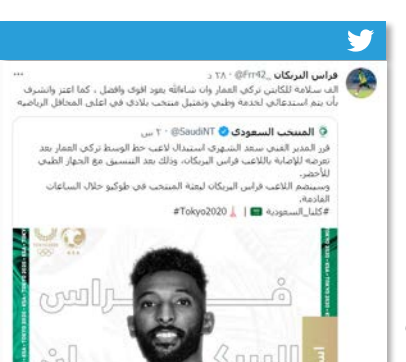 فراس البريكان @Frr42_ · ٢٨ د
الف سلامة للكابتن تركي العمار وان شاءالله يعود اقوى وافضل ، كما اعتز واتشرف
بأن يتم استدعائي لخدمة وطني وتمثيل منتخب بلادي في اعلى المحافل الرياضيه
المنتخب السعودي @SaudiNT · ٢ س
قرر المدير الفني سعد الشهري استبدال لاعب خط الوسط تركي العمار بعد
تعرضه للإصابة باللاعب فراس البريكان، وذلك بعد التنسيق مع الجهاز الطبي
للأخضر.
وسينضم اللاعب فراس البريكان لبعثة المنتخب في طوكيو خلال الساعات
القادمة.
#كلنا_السعودية | #Tokyo2020
فراس